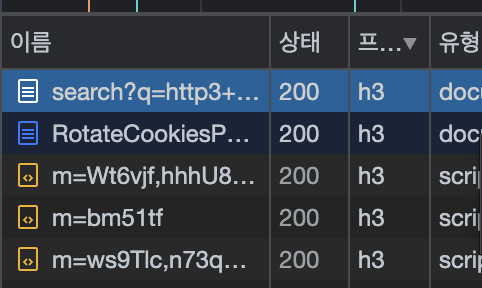 이름 상태 프...▼ 유형
search?q=http3+... 200 h3 docu
RotateCookiesP... 200 h3 docu
m=Wt6vjf,hhhU8... 200 h3 scrip
m=bm51tf 200 h3 scrip
m=ws9Tlc,n73q... 200 h3 scrip